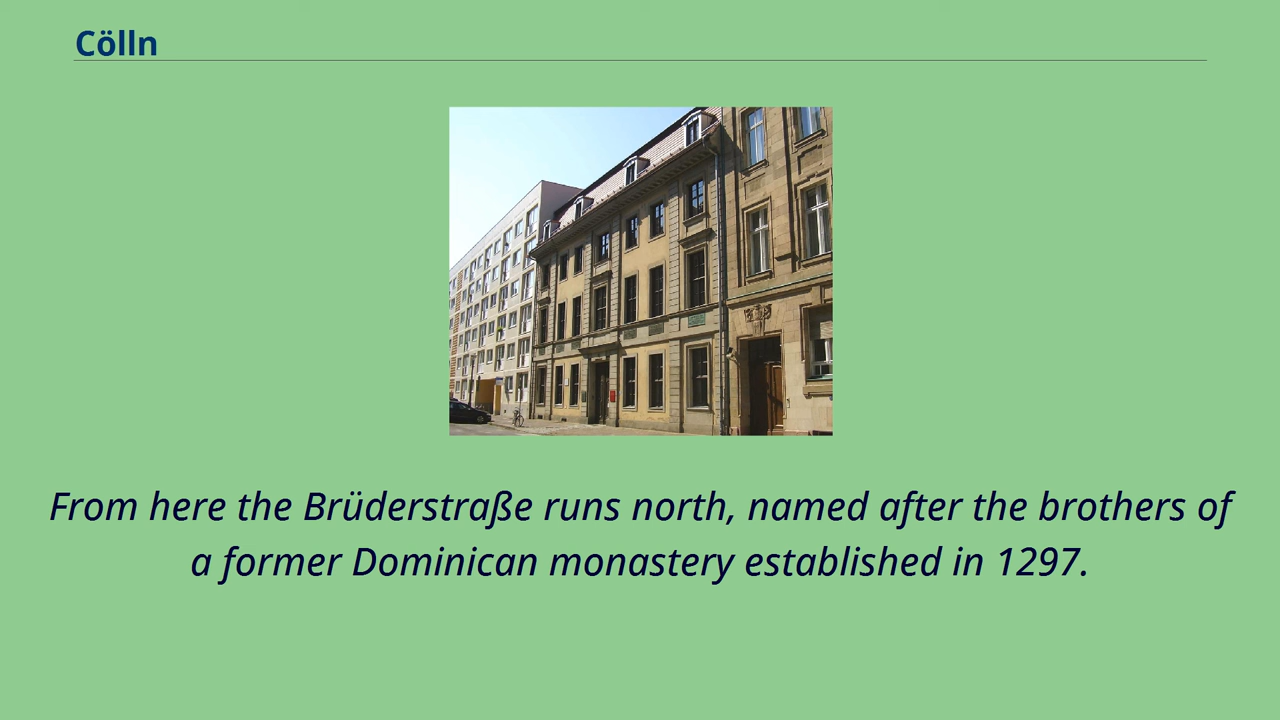 Cölln
From here the Brüderstraße runs north, named after the brothers of
a former Dominican monastery established in 1297.